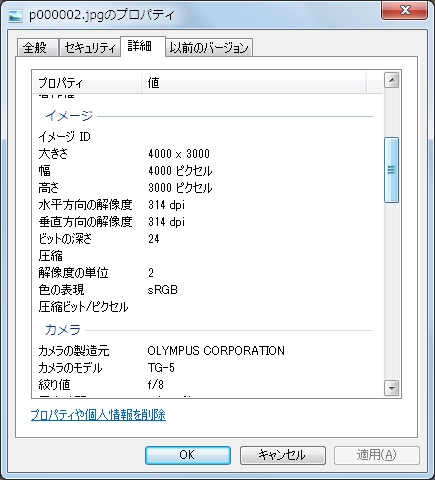 p000002.jpgのプロパティ
全般 セキュリティ 詳細 以前のバージョン
プロパティ 値
イメージ
イメージ ID
大きさ 4000 x 3000
幅 4000 ピクセル
高さ 3000 ピクセル
水平方向の解像度 314 dpi
垂直方向の解像度 314 dpi
ビットの深さ 24
圧縮
解像度の単位 2
色の表現 sRGB
圧縮ビット/ピクセル
カメラ
カメラの製造元 OLYMPUS CORPORATION
カメラのモデル TG-5
絞り値 f/8
プロパティや個人情報を削除
OK キャンセル 適用(A)